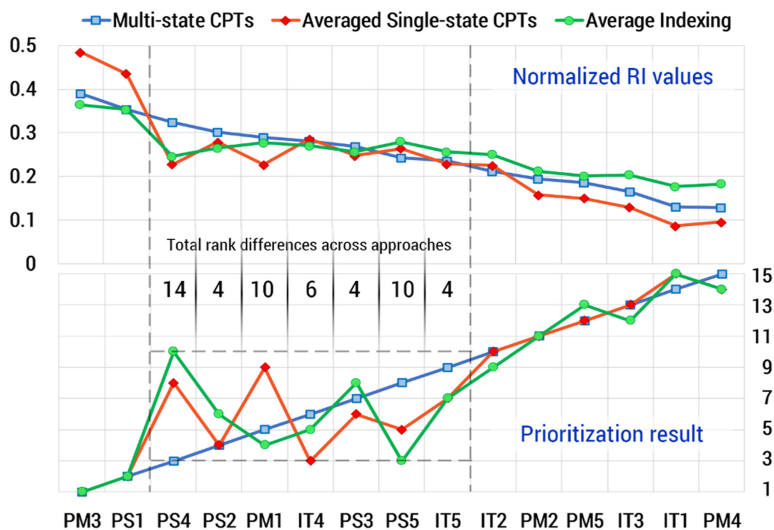 Multi-state CPTs Averaged Single-state CPTs Average Indexing
0.5
0.4
Normalized RI values
0.3
0.2
0.1
Total rank differences across approaches
0
14 4 10 6 4 10 4
15
13
11
9
7
5
Prioritization result
3
1
PM3 PS1 PS4 PS2 PM1 IT4 PS3 PS5 IT5 IT2 PM2 PM5 IT3 IT1 PM4